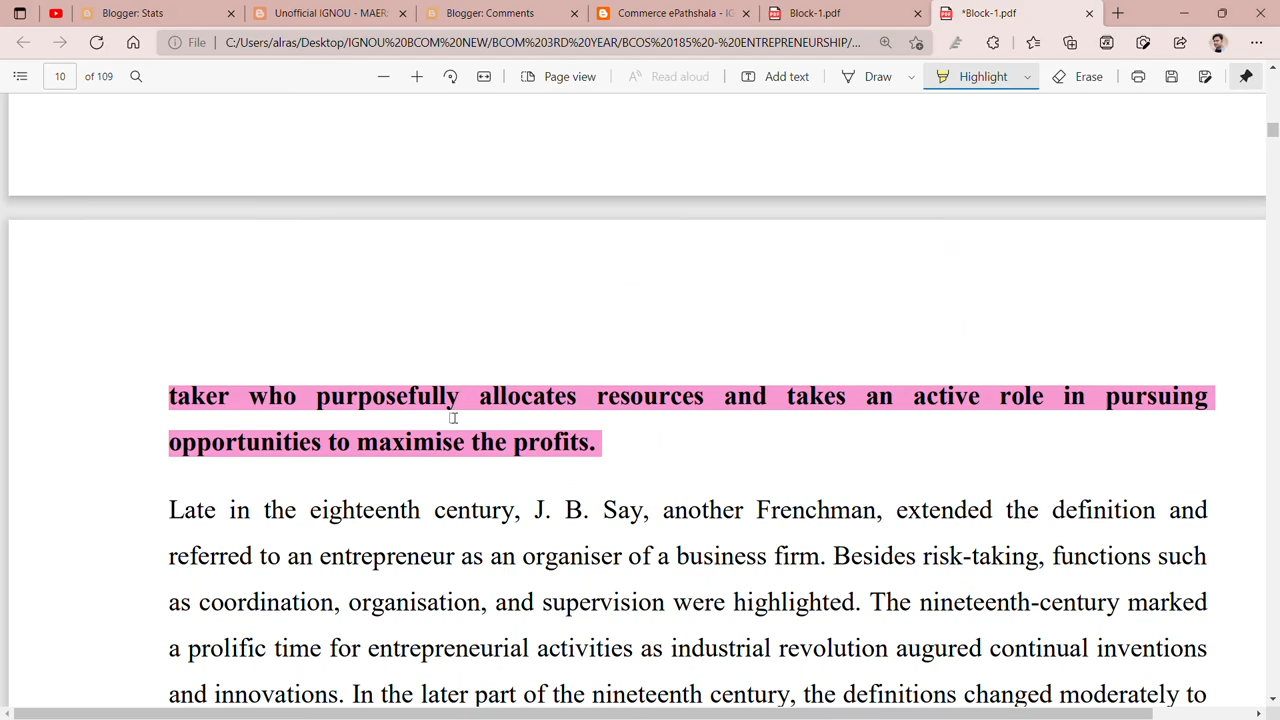 Blogger: Stats
Unofficial IGNOU - MAER
Blogger: Comments
Commerce ePathshala - IG
Block-1.pdf
*Block-1.pdf
File
C:/Users/alras/Desktop/IGNOU%20BCOM%20NEW/BCOM%203RD%20YEAR/BCOS%20185%20-%20ENTREPRENEURSHIP/...
10 of 109
Page view
Read aloud
Add text
Draw
Highlight
Erase
taker who purposefully allocates resources and takes an active role in pursuing
opportunities to maximise the profits.
Late in the eighteenth century, J. B. Say, another Frenchman, extended the definition and
referred to an entrepreneur as an organiser of a business firm. Besides risk-taking, functions such
as coordination, organisation, and supervision were highlighted. The nineteenth-century marked
a prolific time for entrepreneurial activities as industrial revolution augured continual inventions
and innovations. In the later part of the nineteenth century, the definitions changed moderately to